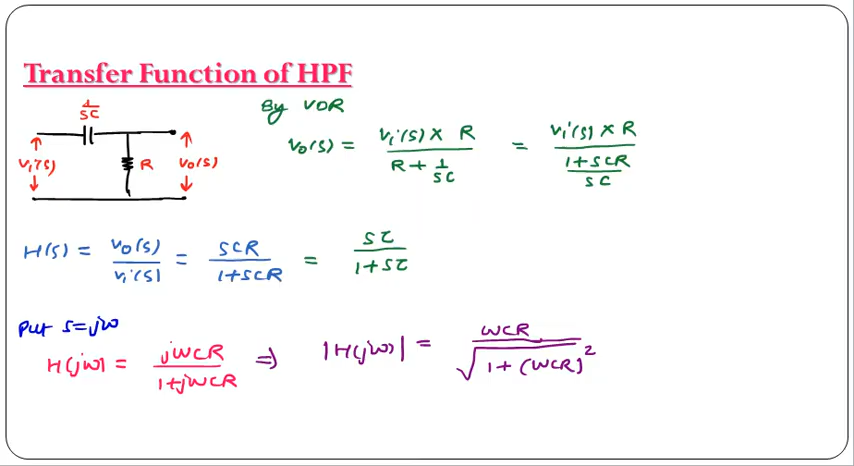 Transfer Function of HPF
1/SC
Vi(s) R Vo(s)
By VDR
Vo(s) = Vi(s) × R / (R + 1/SC) = Vi(s) × R / ((1+SCR)/SC)
H(s) = Vo(s)/Vi(s) = SCR/(1+SCR) = Sτ/(1+Sτ)
Put S=jω
H(jω) = jωCR/(1+jωCR) ⇒ |H(jω)| = ωCR/√(1+(ωCR)²)